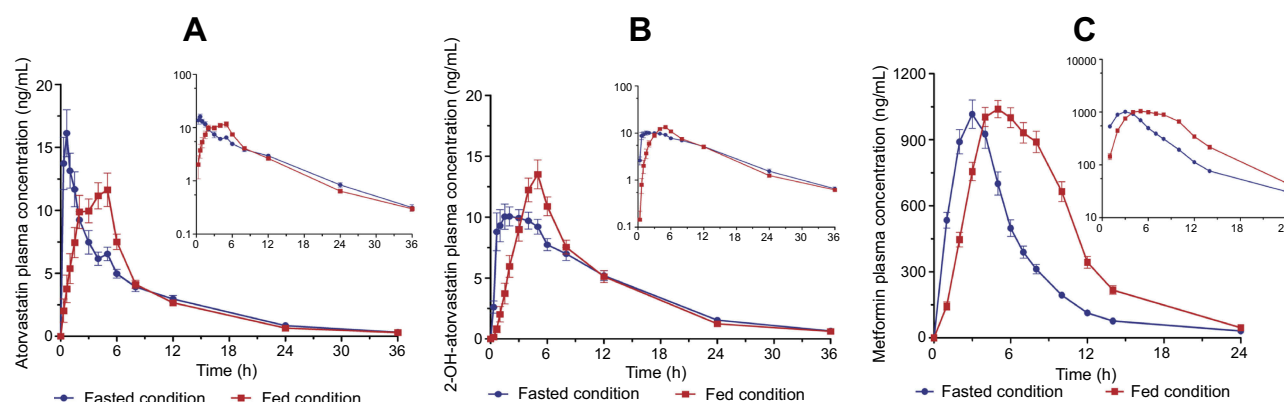 A
Atorvastatin plasma concentration (ng/mL)
20
15
10
5
0
0 6 12 18 24 30 36
Time (h)
100
10
1
0.1
0 6 12 18 24 30 36
Fasted condition Fed condition
B
2-OH-atorvastatin plasma concentration (ng/mL)
20
15
10
5
0
0 6 12 18 24 30 36
Time (h)
100
10
1
0.1
0 6 12 18 24 30 36
Fasted condition Fed condition
C
Metformin plasma concentration (ng/mL)
1200
900
600
300
0
0 6 12 18 24
Time (h)
10000
1000
100
10
0 6 12 18
Fasted condition Fed condition